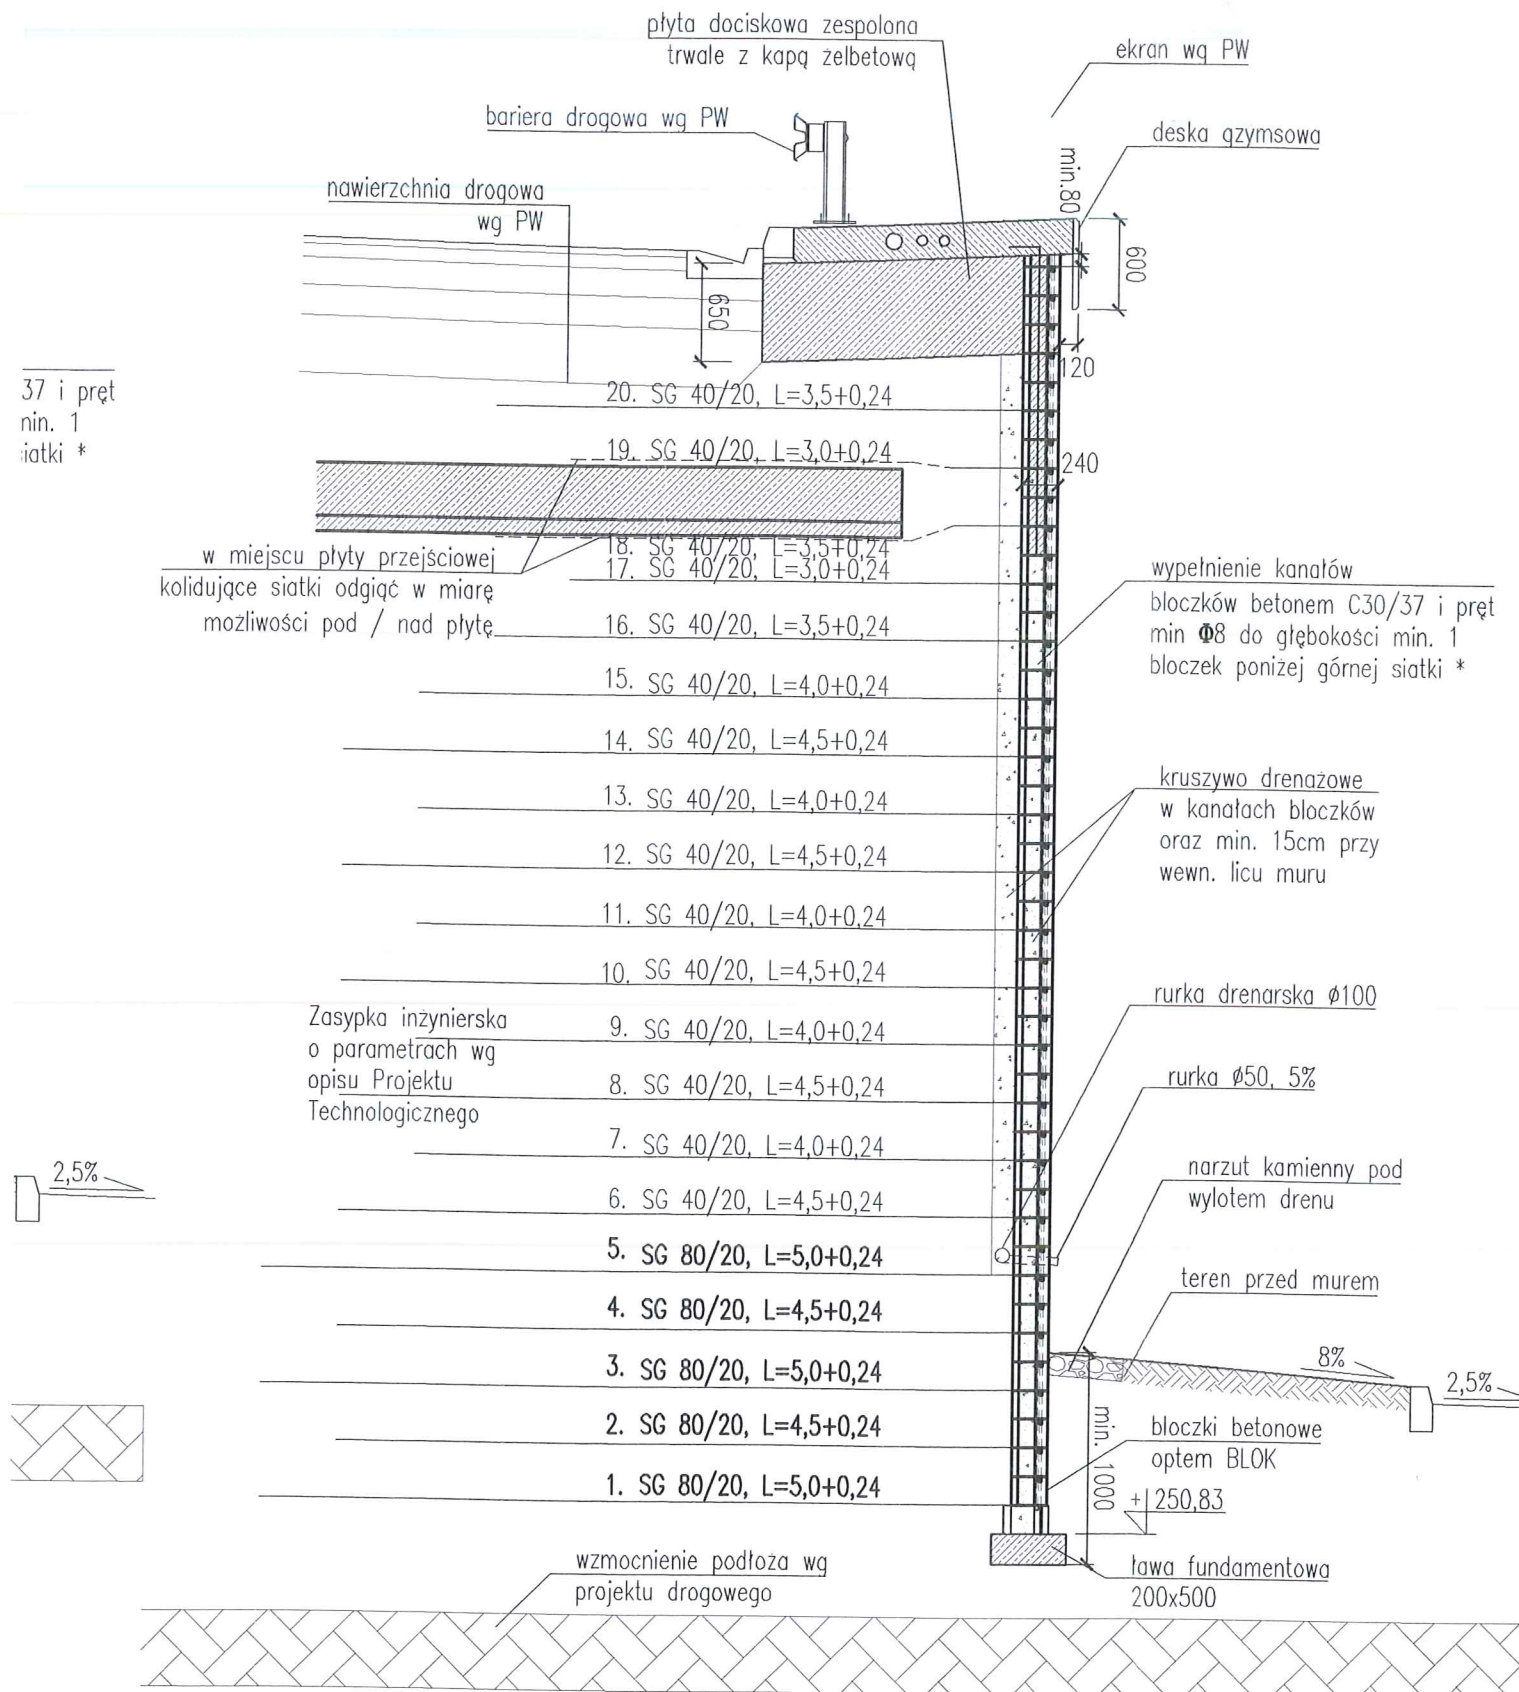 płyta dociskowa zespolona
trwale z kapą żelbetową
ekran wg PW
bariera drogowa wg PW
deska gzymsowa
min.80
nawierzchnia drogowa
wg PW
600
650
120
37 i pręt
nin. 1
iatki *
20. SG 40/20, L=3,5+0,24
19. SG 40/20, L=3,0+0,24
240
18. SG 40/20, L=3,5+0,24
17. SG 40/20, L=3,0+0,24
w miejscu płyty przejściowej
kolidujące siatki odgiąć w miarę
możliwości pod / nad płytę
wypełnienie kanałów
bloczków betonem C30/37 i pręt
min Φ8 do głębokości min. 1
bloczek poniżej górnej siatki *
16. SG 40/20, L=3,5+0,24
15. SG 40/20, L=4,0+0,24
14. SG 40/20, L=4,5+0,24
13. SG 40/20, L=4,0+0,24
kruszywo drenażowe
w kanałach bloczków
oraz min. 15cm przy
wewn. licu muru
12. SG 40/20, L=4,5+0,24
11. SG 40/20, L=4,0+0,24
10. SG 40/20, L=4,5+0,24
rurka drenarska ϕ100
Zasypka inżynierska
o parametrach wg
opisu Projektu
Technologicznego
9. SG 40/20, L=4,0+0,24
8. SG 40/20, L=4,5+0,24
rurka ϕ50, 5%
7. SG 40/20, L=4,0+0,24
2,5%
narzut kamienny pod
wylotem drenu
6. SG 40/20, L=4,5+0,24
5. SG 80/20, L=5,0+0,24
teren przed murem
4. SG 80/20, L=4,5+0,24
3. SG 80/20, L=5,0+0,24
8%
2,5%
2. SG 80/20, L=4,5+0,24
min. 1000
bloczki betonowe
optem BLOK
1. SG 80/20, L=5,0+0,24
+250,83
wzmocnienie podłoża wg
projektu drogowego
ława fundamentowa
200x500